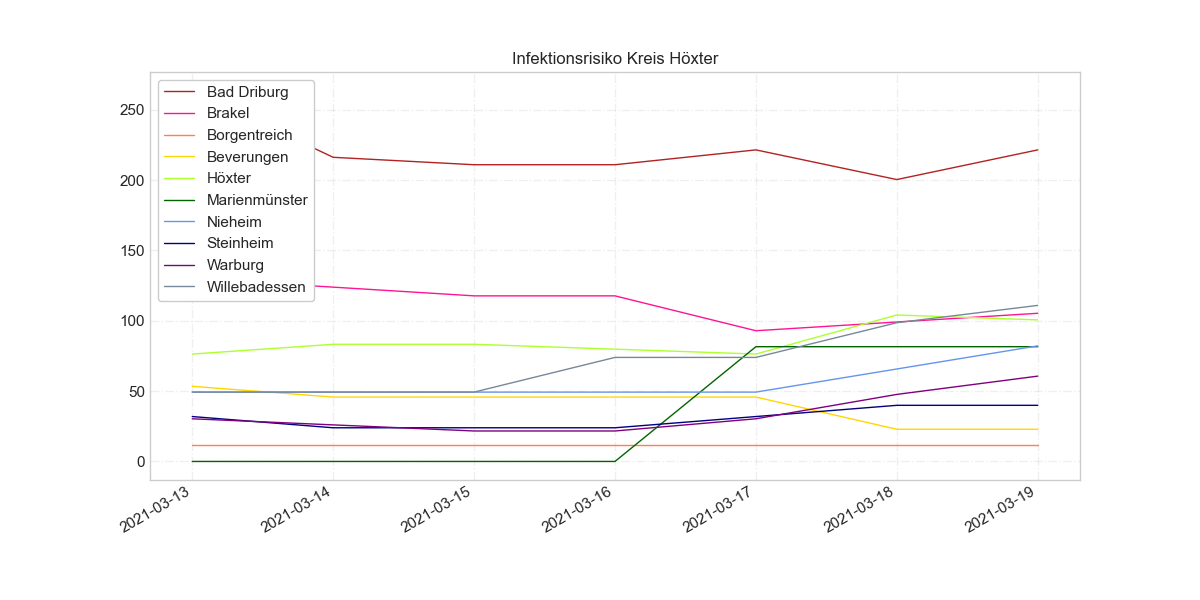 Infektionsrisiko Kreis Höxter
Bad Driburg
Brakel
Borgentreich
Beverungen
Höxter
Marienmünster
Nieheim
Steinheim
Warburg
Willebadessen
250
200
150
100
50
0
2021-03-13
2021-03-14
2021-03-15
2021-03-16
2021-03-17
2021-03-18
2021-03-19